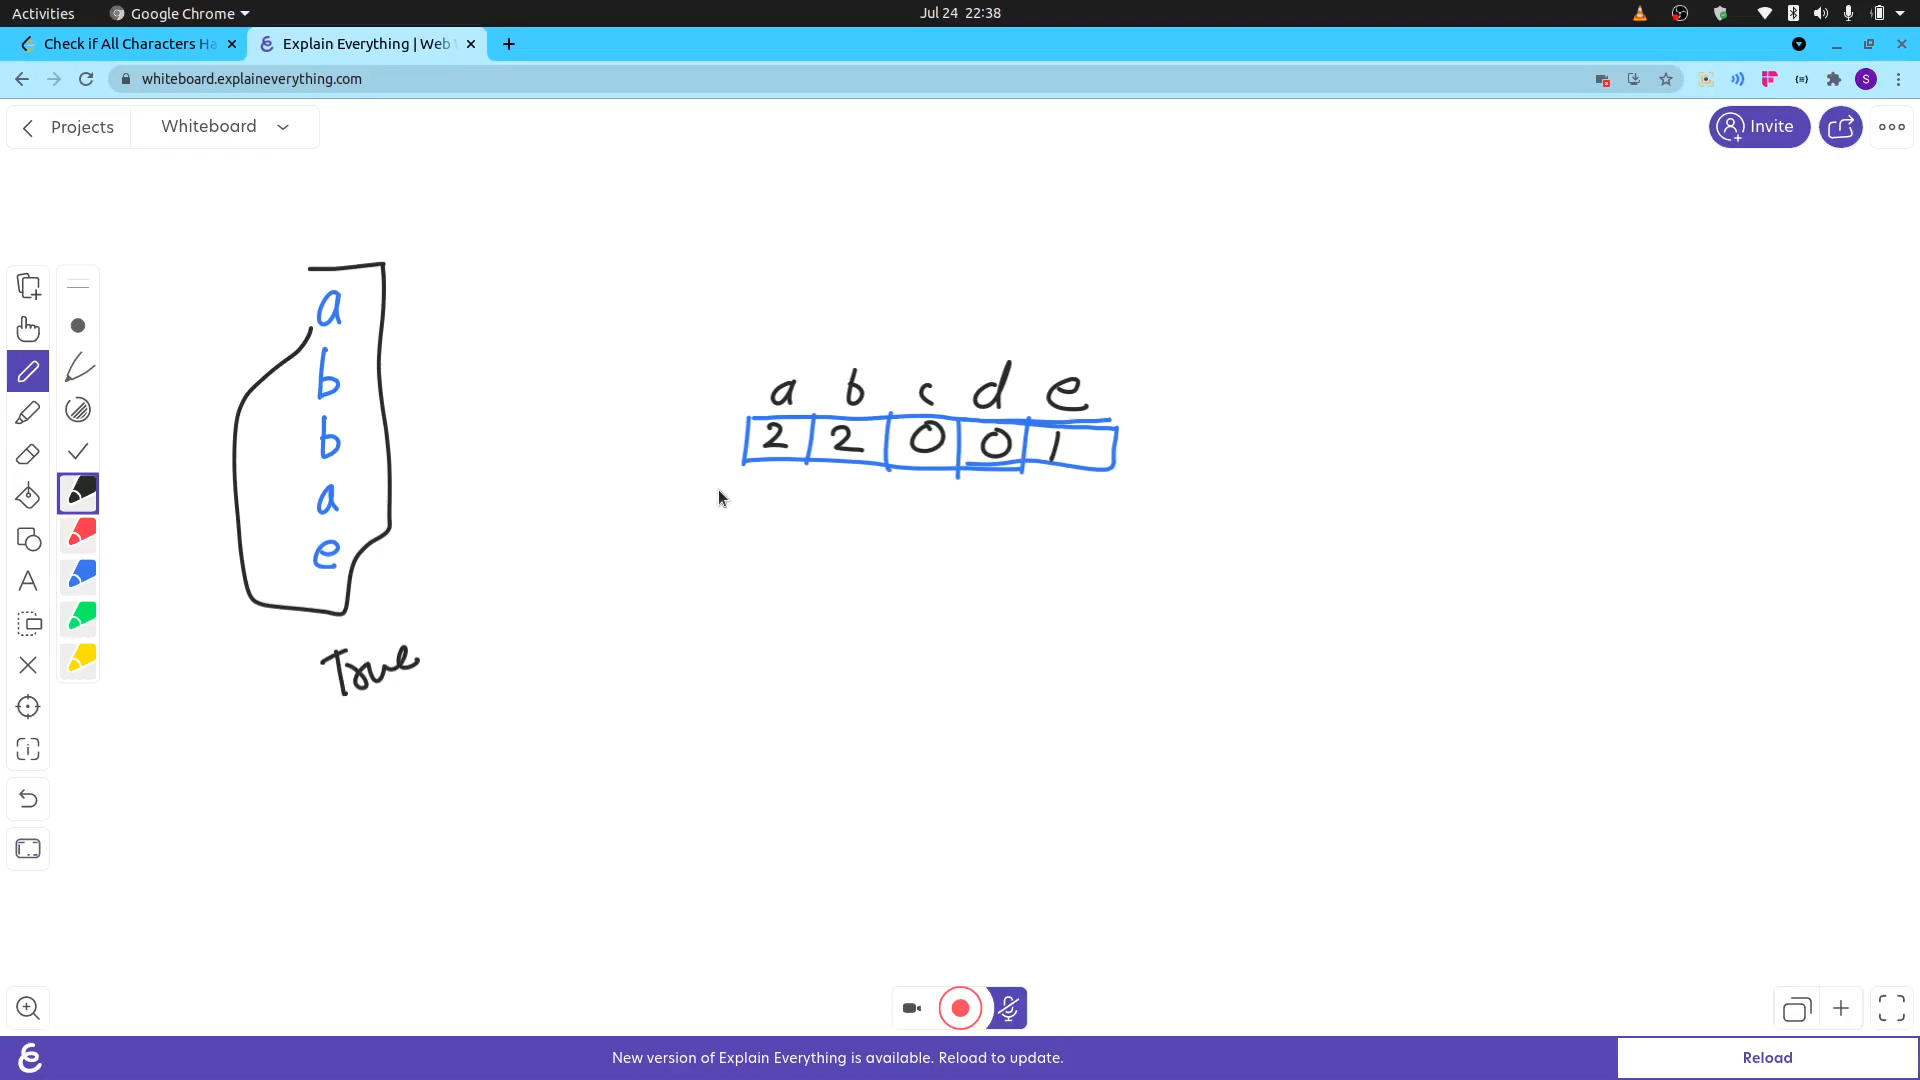 Activities Google Chrome Jul 24 22:38
Check if All Characters Ha Explain Everything | Web
whiteboard.explaineverything.com S
Projects Whiteboard Invite
a
b
b
a
e
True
a b c d e
2 2 0 0 1
A
New version of Explain Everything is available. Reload to update. Reload